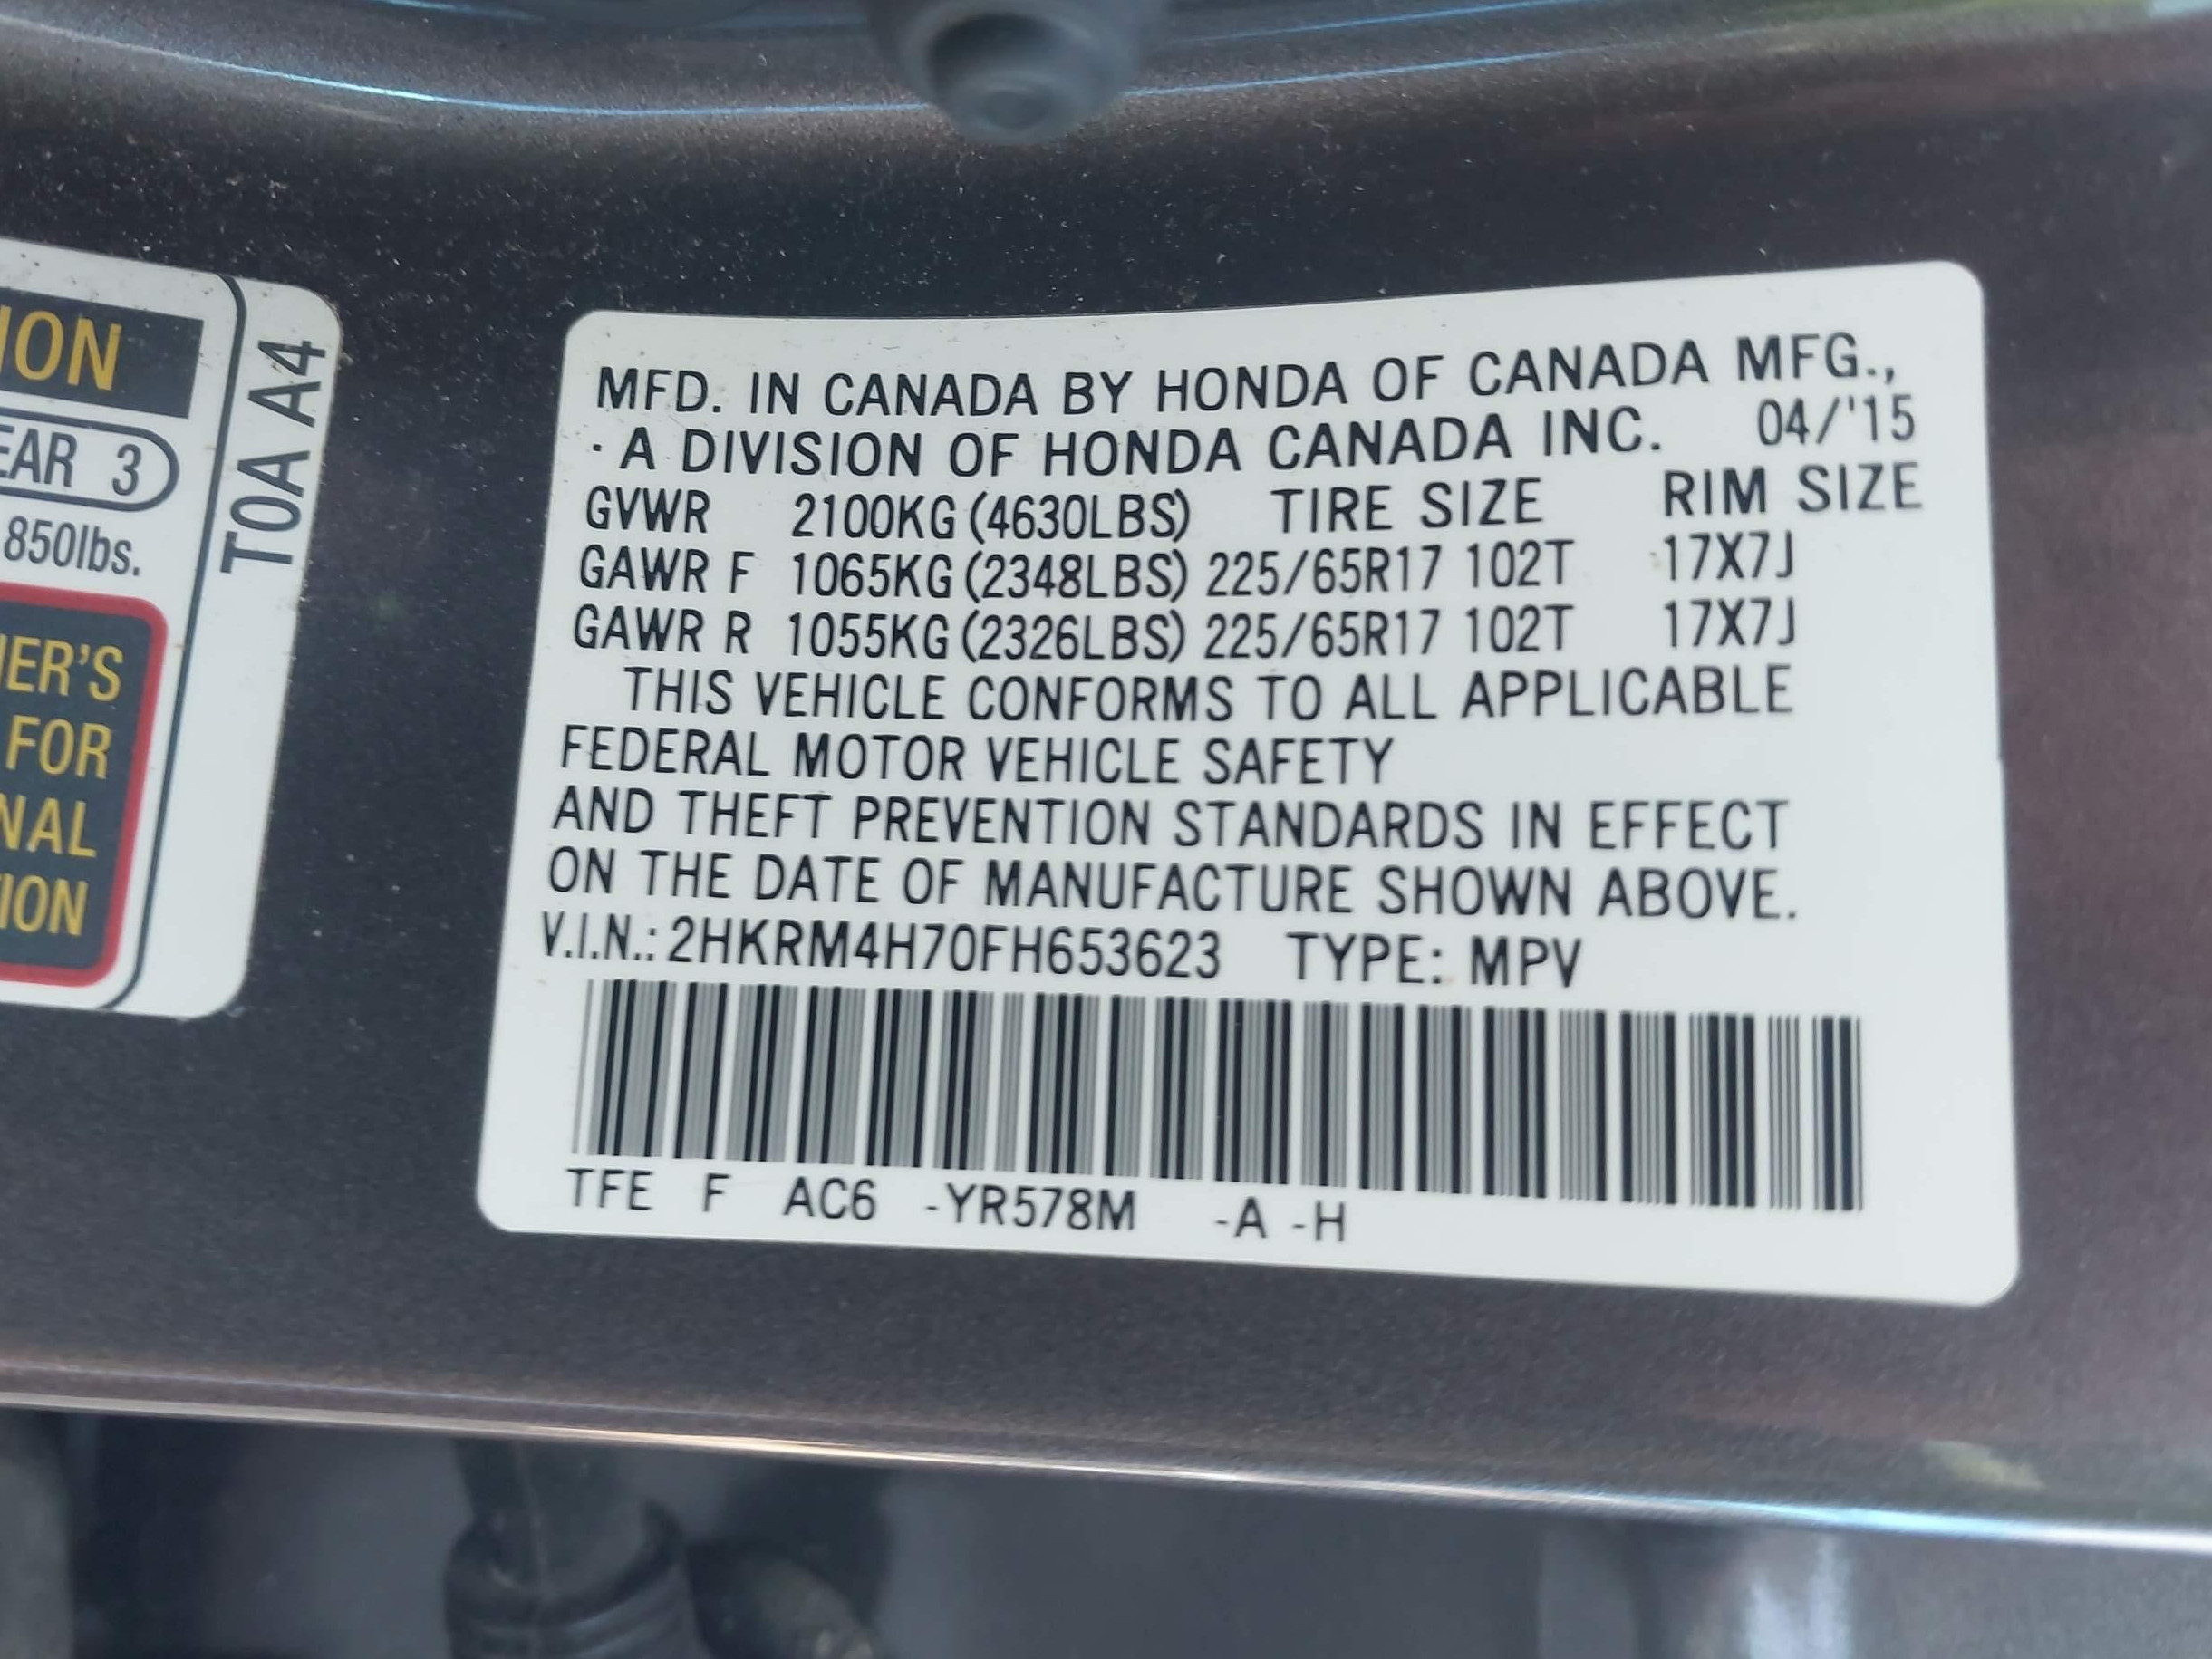 ION
EAR 3
850lbs.
IER'S
FOR
NAL
ION
T0A A4
MFD. IN CANADA BY HONDA OF CANADA MFG.,
· A DIVISION OF HONDA CANADA INC. 04/'15
GVWR 2100KG (4630LBS) TIRE SIZE RIM SIZE
GAWR F 1065KG (2348LBS) 225/65R17 102T 17X7J
GAWR R 1055KG (2326LBS) 225/65R17 102T 17X7J
THIS VEHICLE CONFORMS TO ALL APPLICABLE
FEDERAL MOTOR VEHICLE SAFETY
AND THEFT PREVENTION STANDARDS IN EFFECT
ON THE DATE OF MANUFACTURE SHOWN ABOVE.
V.I.N.: 2HKRM4H70FH653623 TYPE: MPV
TFE F AC6 -YR578M -A -H